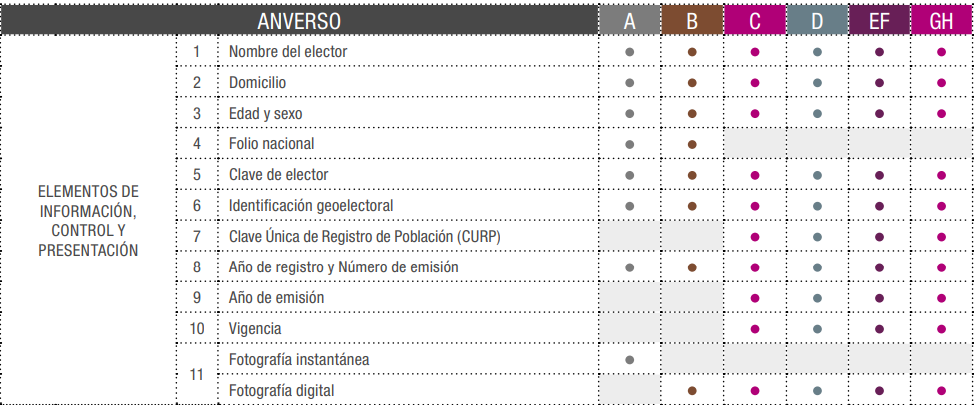 ANVERSO A B C D EF GH
1 Nombre del elector ● ● ● ● ● ●
2 Domicilio ● ● ● ● ● ●
3 Edad y sexo ● ● ● ● ● ●
4 Folio nacional ● ●
5 Clave de elector ● ● ● ● ● ●
6 Identificación geoelectoral ● ● ● ● ● ●
7 Clave Única de Registro de Población (CURP) ● ● ● ●
8 Año de registro y Número de emisión ● ● ● ● ● ●
9 Año de emisión ● ● ● ●
10 Vigencia ● ● ● ●
11 Fotografía instantánea ●
Fotografía digital ● ● ● ● ●
ELEMENTOS DE
INFORMACIÓN,
CONTROL Y
PRESENTACIÓN